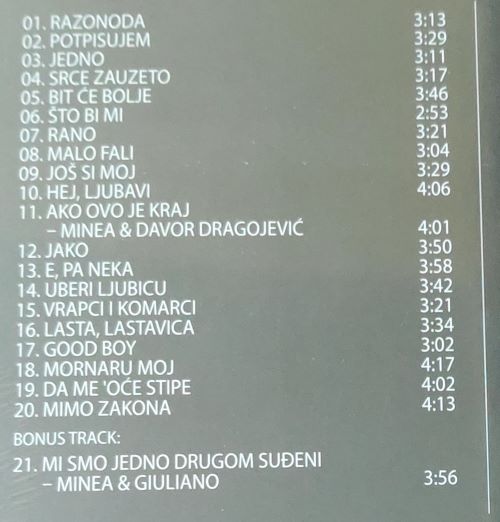 01. RAZONODA 3:13
02. POTPISUJEM 3:29
03. JEDNO 3:11
04. SRCE ZAUZETO 3:17
05. BIT ĆE BOLJE 3:46
06. ŠTO BI MI 2:53
07. RANO 3:21
08. MALO FALI 3:04
09. JOŠ SI MOJ 3:29
10. HEJ, LJUBAVI 4:06
11. AKO OVO JE KRAJ
– MINEA & DAVOR DRAGOJEVIĆ 4:01
12. JAKO 3:50
13. E, PA NEKA 3:58
14. UBERI LJUBICU 3:42
15. VRAPCI I KOMARCI 3:21
16. LASTA, LASTAVICA 3:34
17. GOOD BOY 3:02
18. MORNARU MOJ 4:17
19. DA ME 'OĆE STIPE 4:02
20. MIMO ZAKONA 4:13
BONUS TRACK:
21. MI SMO JEDNO DRUGOM SUĐENI
– MINEA & GIULIANO 3:56